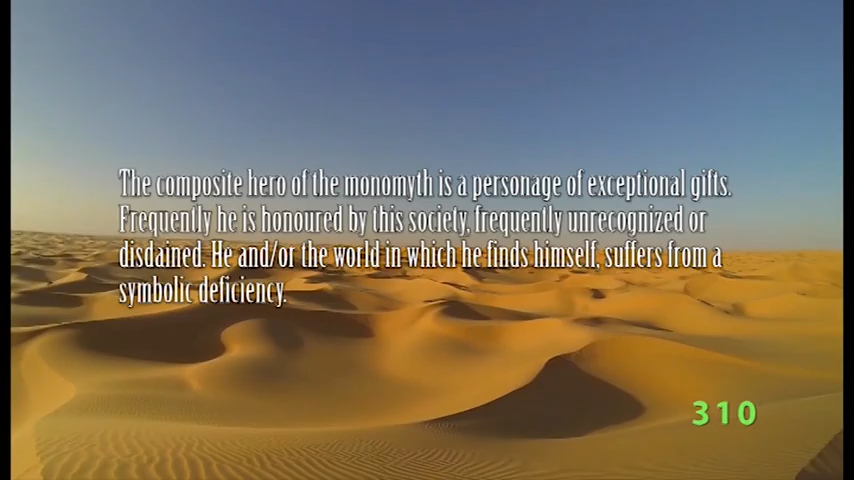 The composite hero of the monomyth is a personage of exceptional gifts.
Frequently he is honoured by this society, frequently unrecognized or
disdained. He and/or the world in which he finds himself, suffers from a
symbolic deficiency.
310